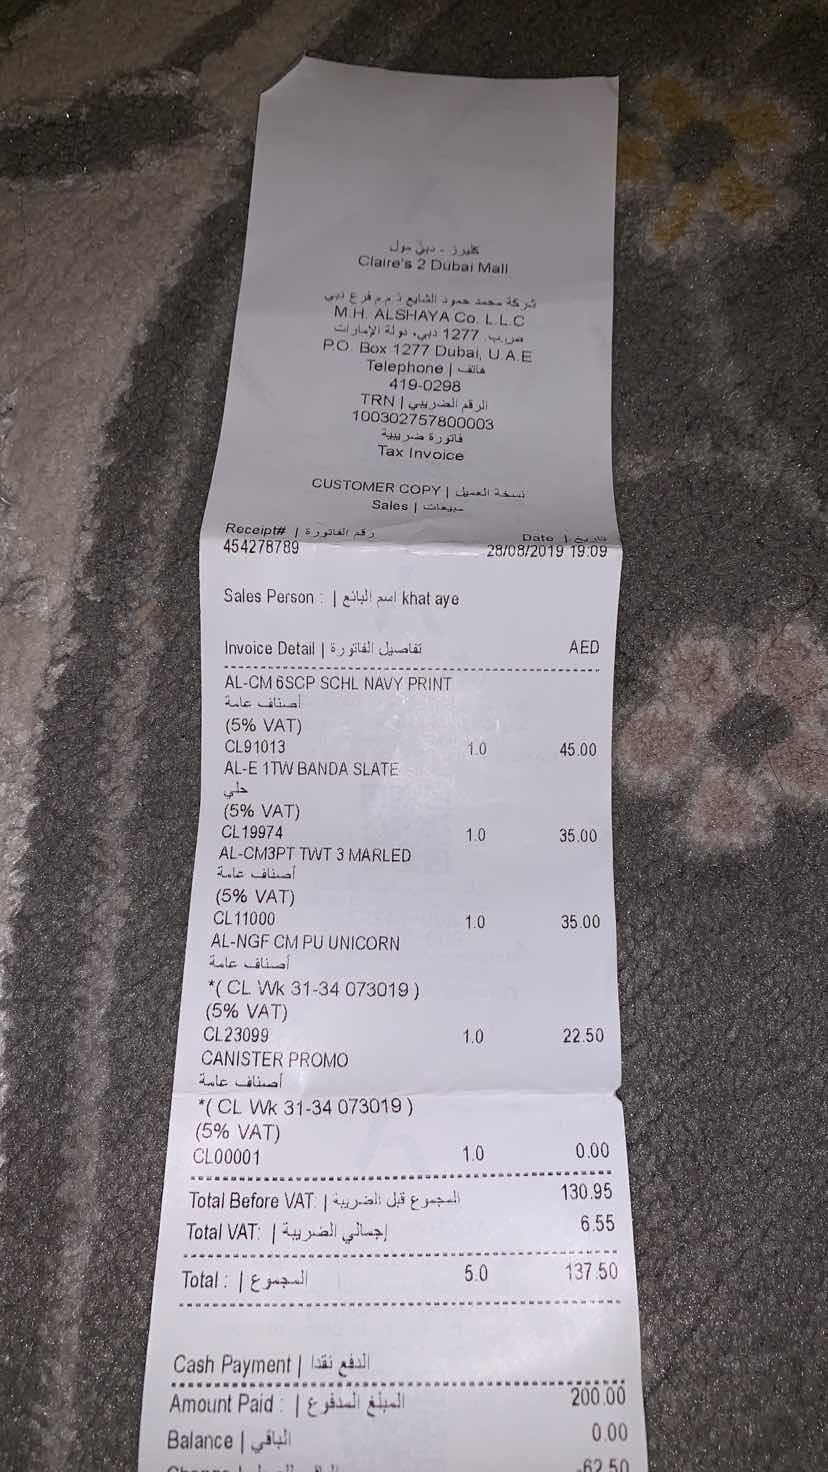 كليرز - دبي مول
Claire's 2 Dubai Mall
شركة محمد حمود الشايع ذ.م.م فرع دبي
M.H. ALSHAYA Co. L.L.C
ص.ب 1277 دبي، دولة الإمارات
P.O. Box 1277 Dubai, U.A.E
Telephone | هاتف
419-0298
TRN | الرقم الضريبي
100302757800003
فاتورة ضريبية
Tax Invoice
CUSTOMER COPY | نسخة العميل
Sales | مبيعات
Receipt# | رقم الفاتورة Date | تاريخ
454278789 28/08/2019 19:09
Sales Person : | اسم البائع khat aye
Invoice Detail | تفاصيل الفاتورة AED
AL-CM 6SCP SCHL NAVY PRINT
أصناف عامة
(5% VAT)
CL91013 1.0 45.00
AL-E 1TW BANDA SLATE
حلي
(5% VAT)
CL19974 1.0 35.00
AL-CM3PT TWT 3 MARLED
أصناف عامة
(5% VAT)
CL11000 1.0 35.00
AL-NGF CM PU UNICORN
أصناف عامة
*( CL Wk 31-34 073019 )
(5% VAT)
CL23099 1.0 22.50
CANISTER PROMO
أصناف عامة
*( CL Wk 31-34 073019 )
(5% VAT)
CL00001 1.0 0.00
Total Before VAT: | المجموع قبل الضريبة 130.95
Total VAT: | إجمالي الضريبة 6.55
Total : | المجموع 5.0 137.50
Cash Payment | الدفع نقدا
Amount Paid : | المبلغ المدفوع 200.00
Balance | الباقي 0.00
Change | -62.50